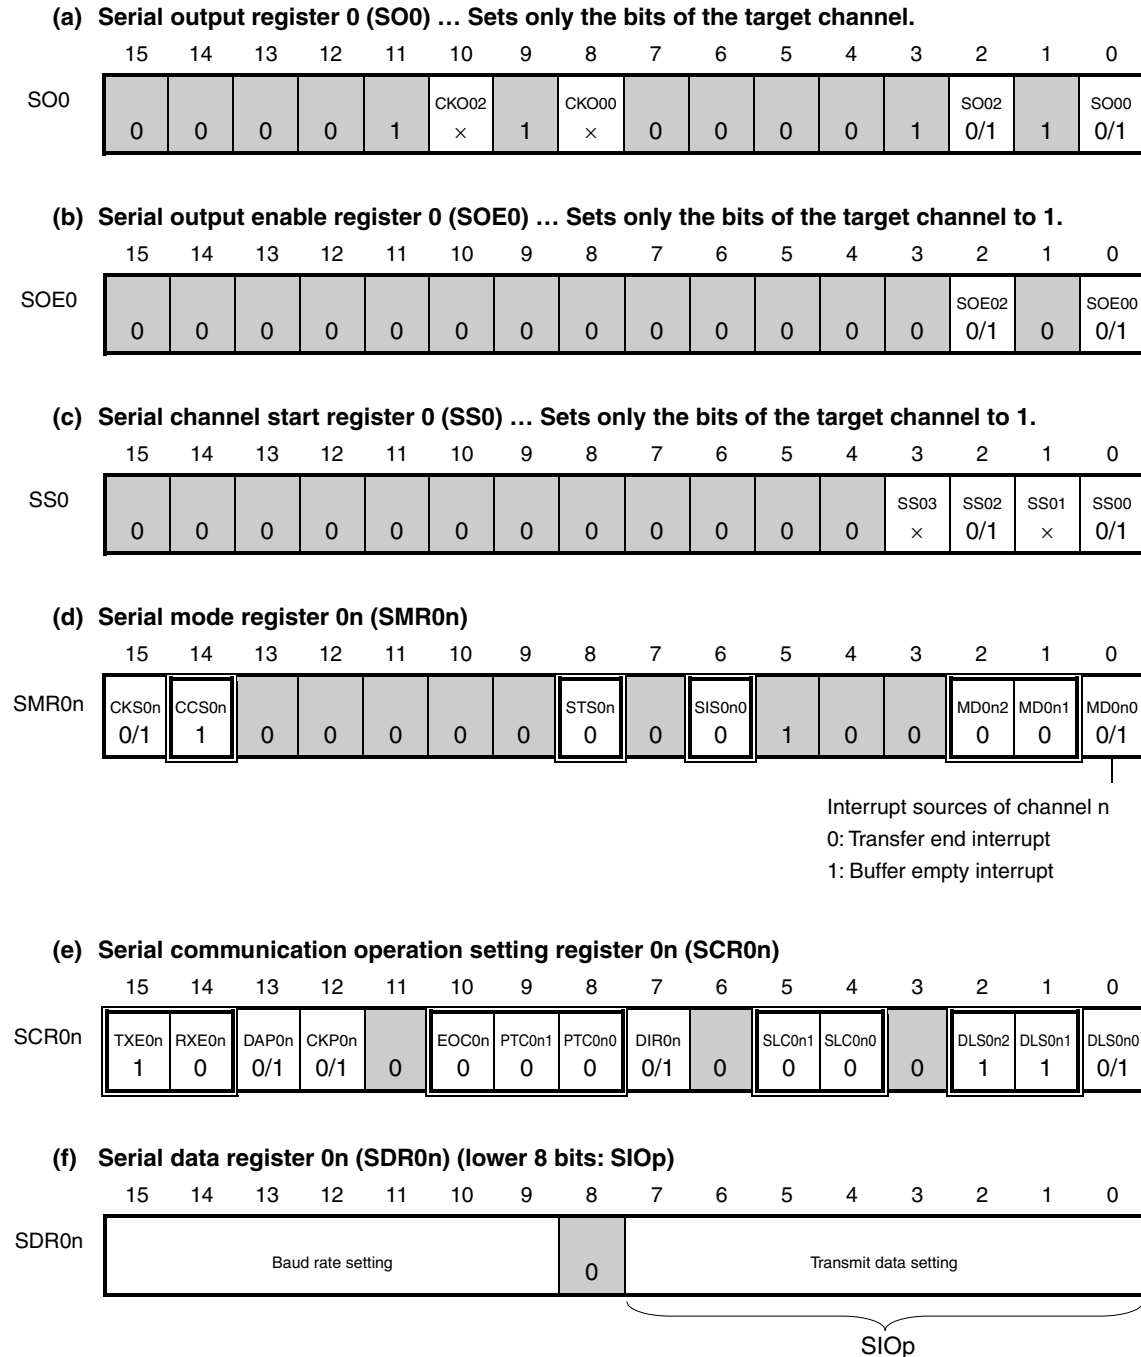 (a) Serial output register 0 (SO0) … Sets only the bits of the target channel.
15 14 13 12 11 10 9 8 7 6 5 4 3 2 1 0
SO0
CKO02 CKO00 SO02 SO00
0 0 0 0 1 × 1 × 0 0 0 0 1 0/1 1 0/1
(b) Serial output enable register 0 (SOE0) … Sets only the bits of the target channel to 1.
15 14 13 12 11 10 9 8 7 6 5 4 3 2 1 0
SOE0
SOE02 SOE00
0 0 0 0 0 0 0 0 0 0 0 0 0 0/1 0 0/1
(c) Serial channel start register 0 (SS0) … Sets only the bits of the target channel to 1.
15 14 13 12 11 10 9 8 7 6 5 4 3 2 1 0
SS0
SS03 SS02 SS01 SS00
0 0 0 0 0 0 0 0 0 0 0 0 × 0/1 × 0/1
(d) Serial mode register 0n (SMR0n)
15 14 13 12 11 10 9 8 7 6 5 4 3 2 1 0
SMR0n
CKS0n CCS0n STS0n SIS0n0 MD0n2 MD0n1 MD0n0
0/1 1 0 0 0 0 0 0 0 0 1 0 0 0 0 0/1
Interrupt sources of channel n
0: Transfer end interrupt
1: Buffer empty interrupt
(e) Serial communication operation setting register 0n (SCR0n)
15 14 13 12 11 10 9 8 7 6 5 4 3 2 1 0
SCR0n
TXE0n RXE0n DAP0n CKP0n EOC0n PTC0n1 PTC0n0 DIR0n SLC0n1 SLC0n0 DLS0n2 DLS0n1 DLS0n0
1 0 0/1 0/1 0 0 0 0 0/1 0 0 0 0 1 1 0/1
(f) Serial data register 0n (SDR0n) (lower 8 bits: SIOp)
15 14 13 12 11 10 9 8 7 6 5 4 3 2 1 0
SDR0n
Baud rate setting 0 Transmit data setting
SIOp